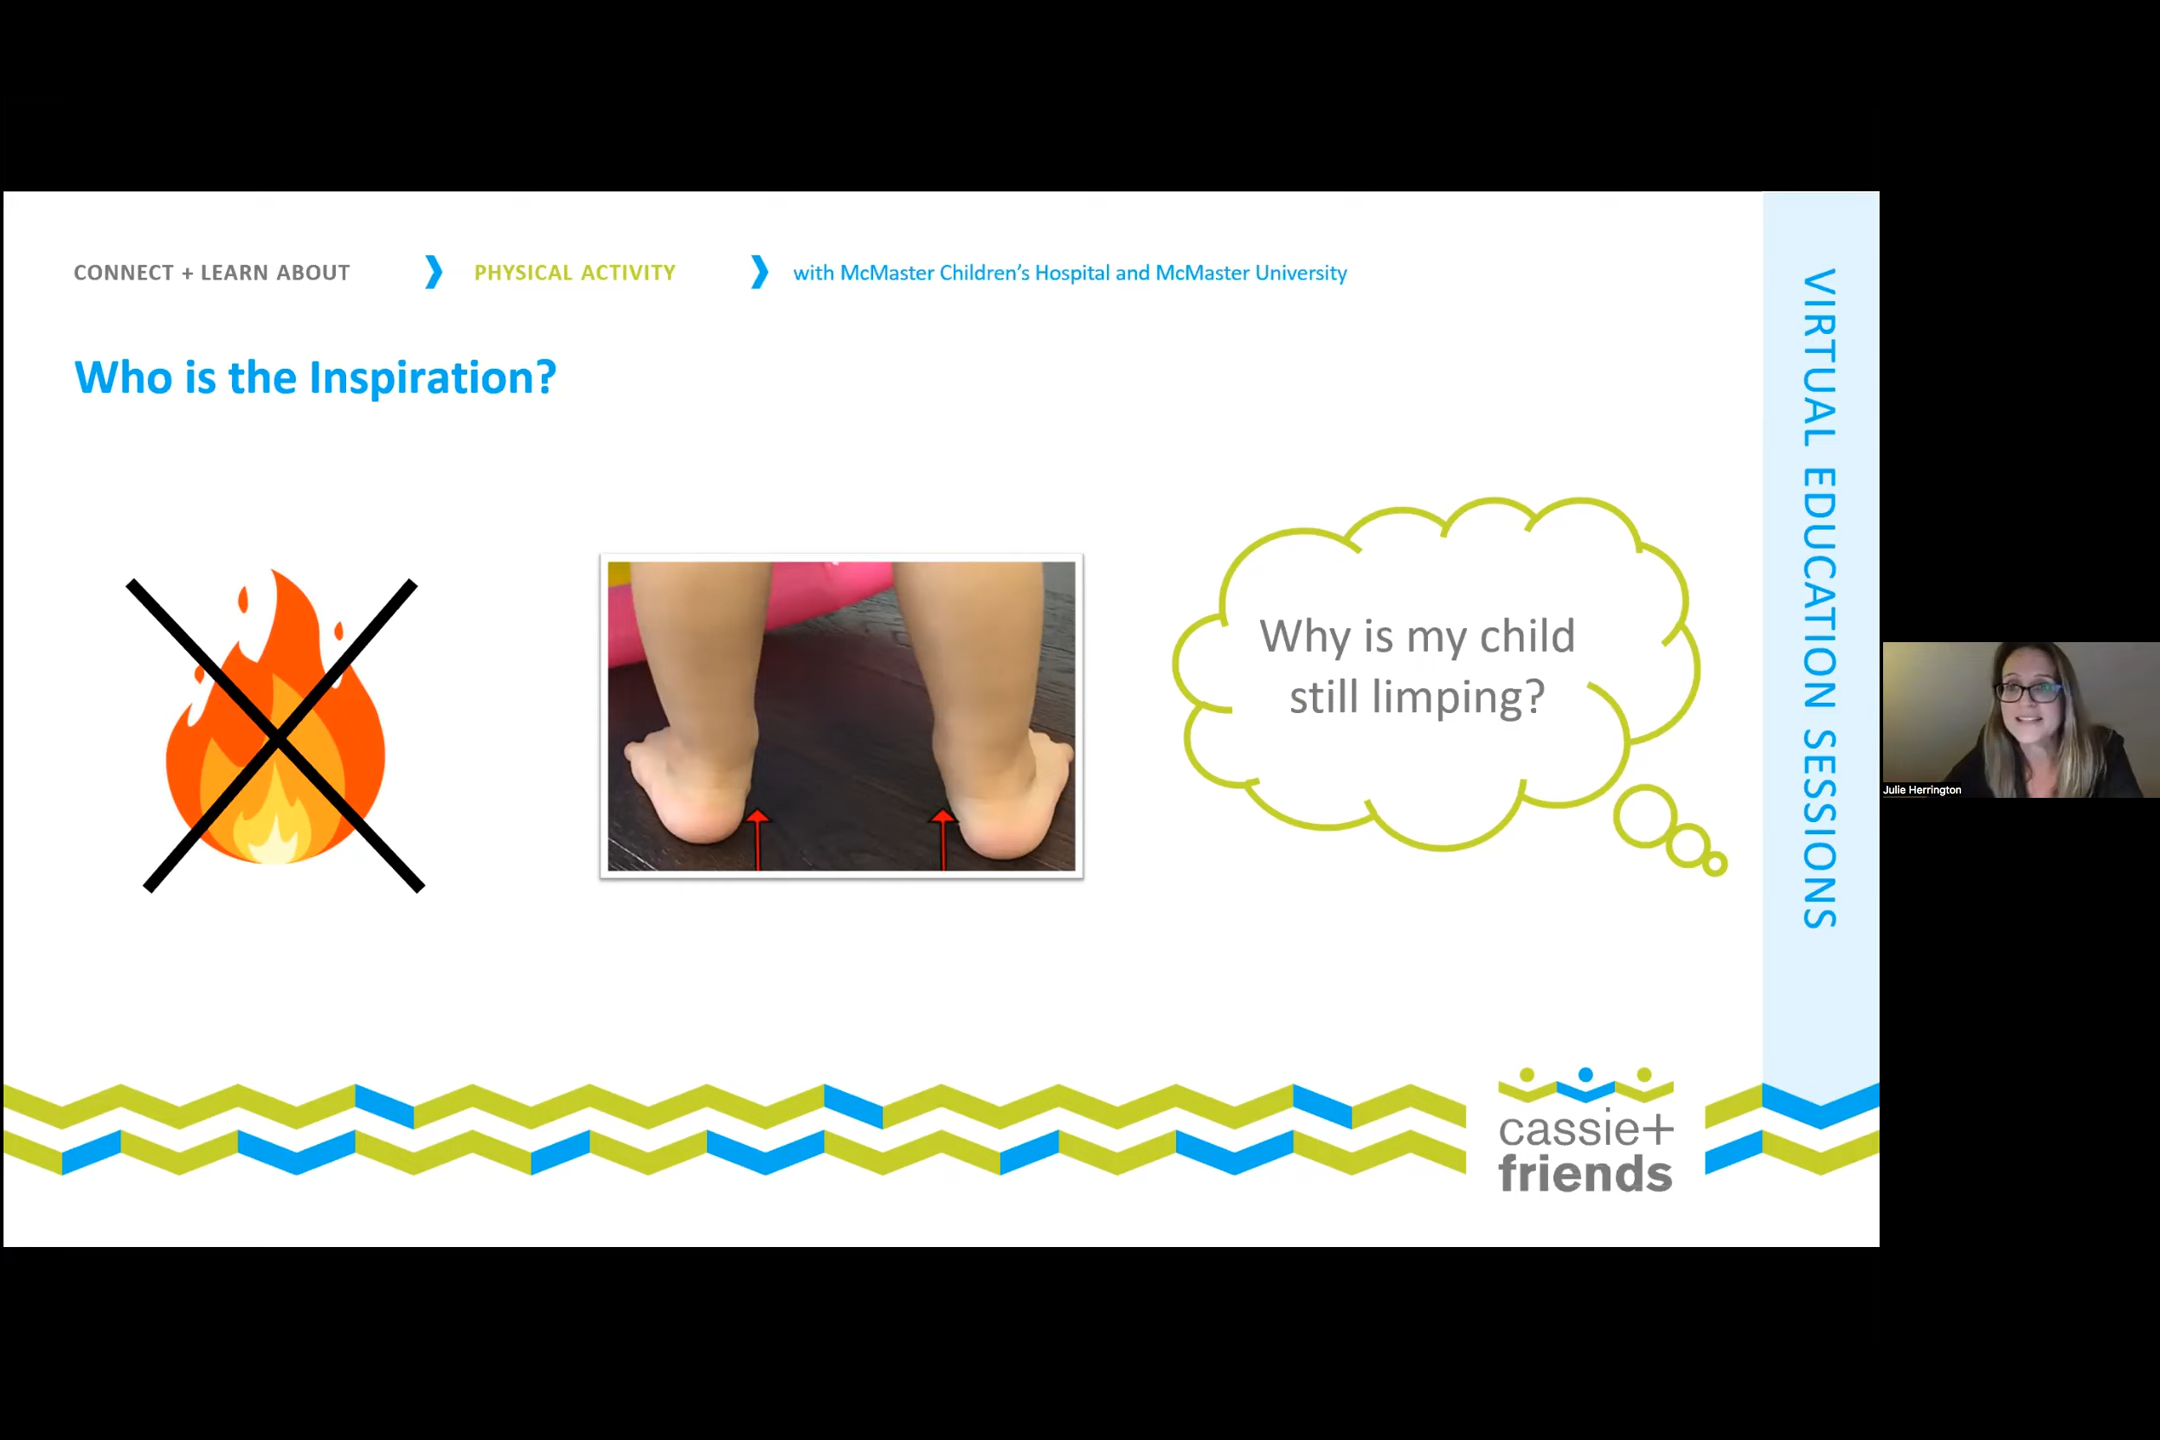 CONNECT + LEARN ABOUT
PHYSICAL ACTIVITY
with McMaster Children's Hospital and McMaster University
Who is the Inspiration?
Why is my child
still limping?
VIRTUAL EDUCATION SESSIONS
Julie Herrington
cassie+
friends